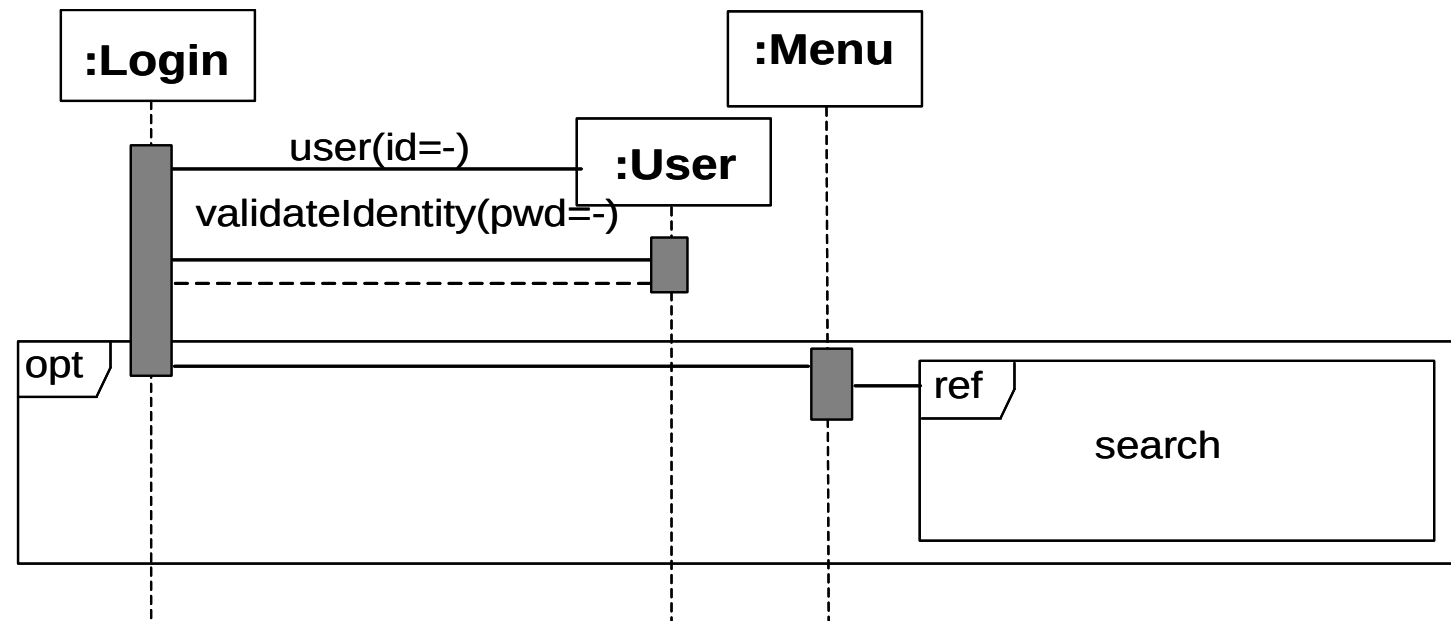 :Login
:Menu
user(id=-)
:User
validateIdentity(pwd=-)
opt
ref
search